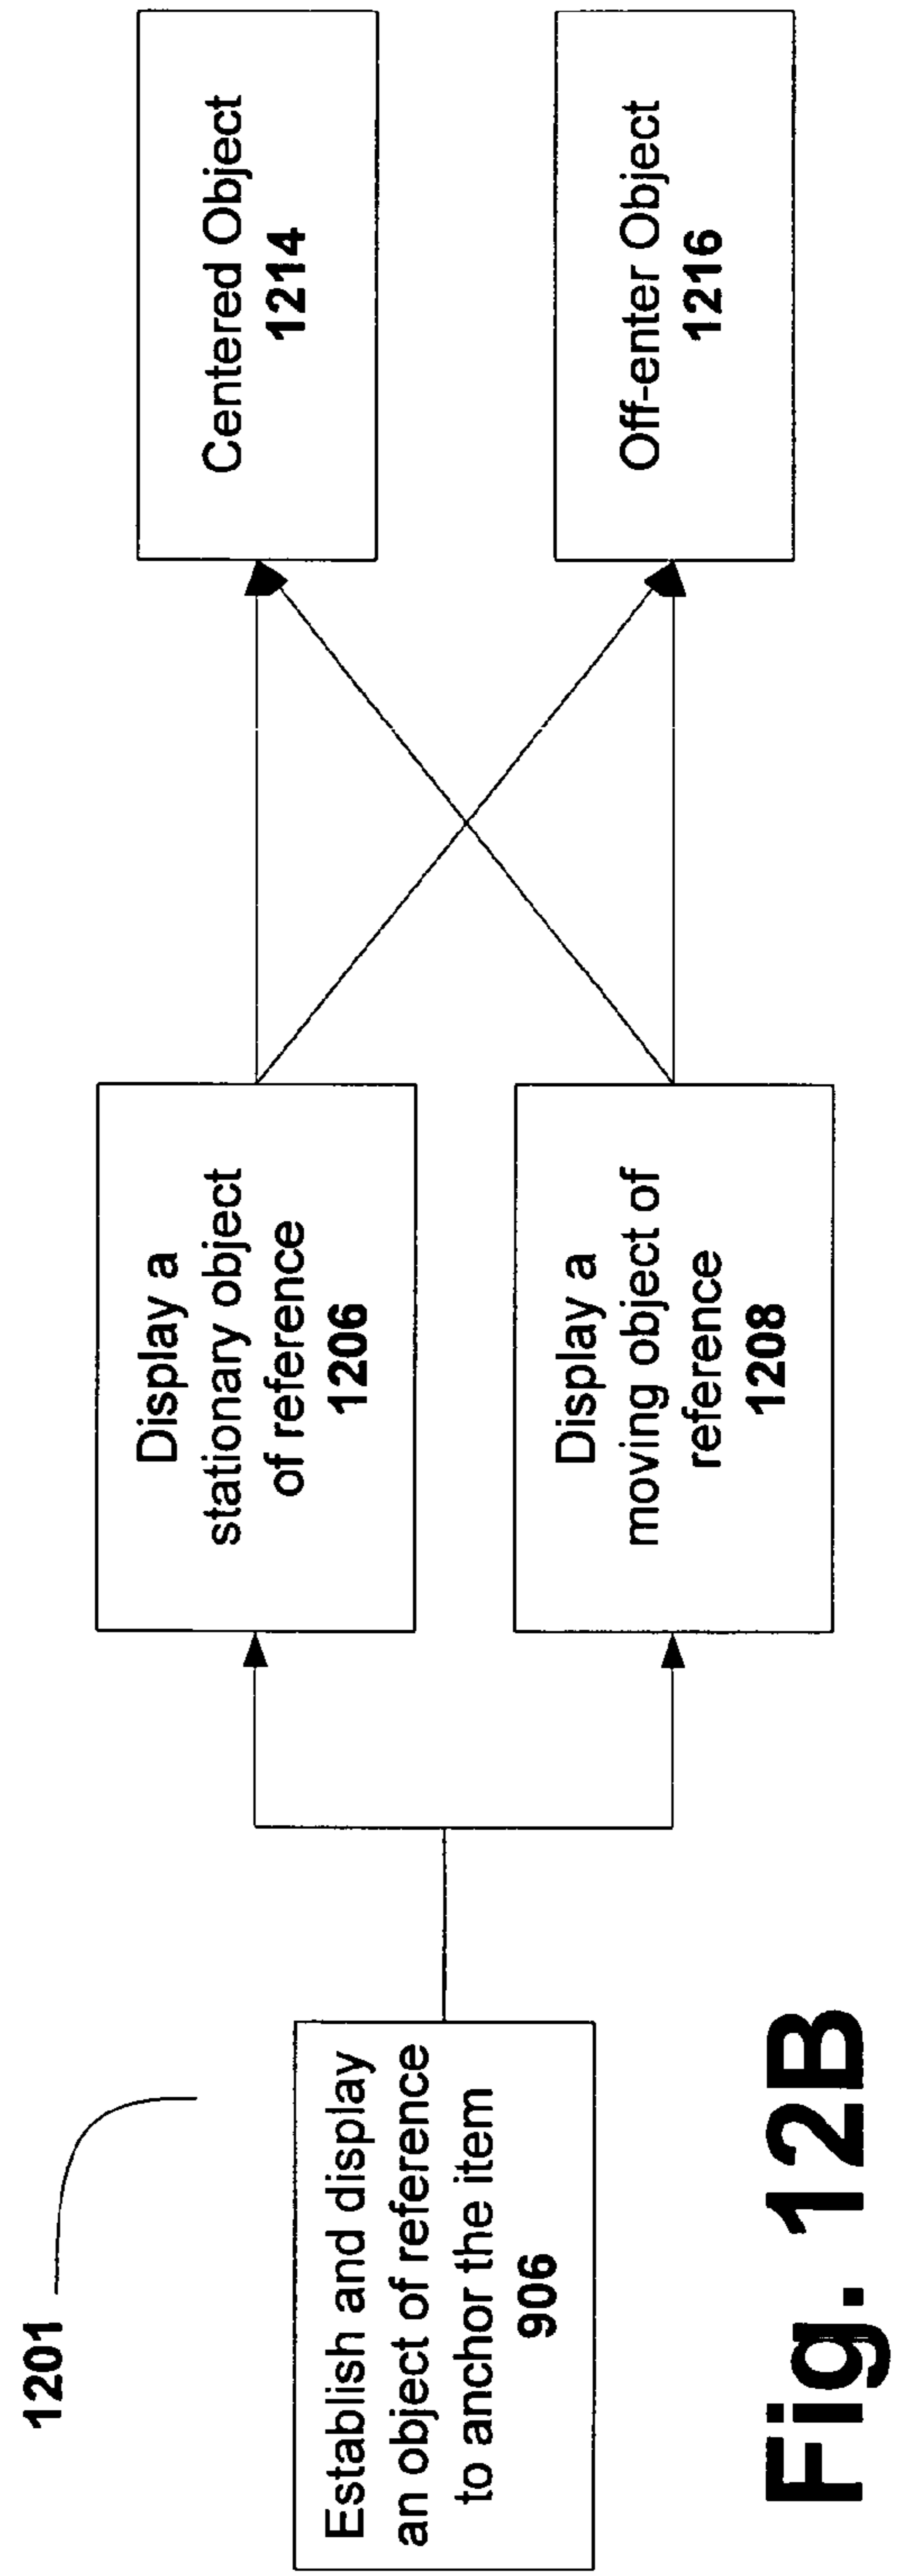 1201
Establish and display
an object of reference
to anchor the item
906
Display a
stationary object
of reference
1206
Display a
moving object of
reference
1208
Centered Object
1214
Off-enter Object
1216
Fig. 12B